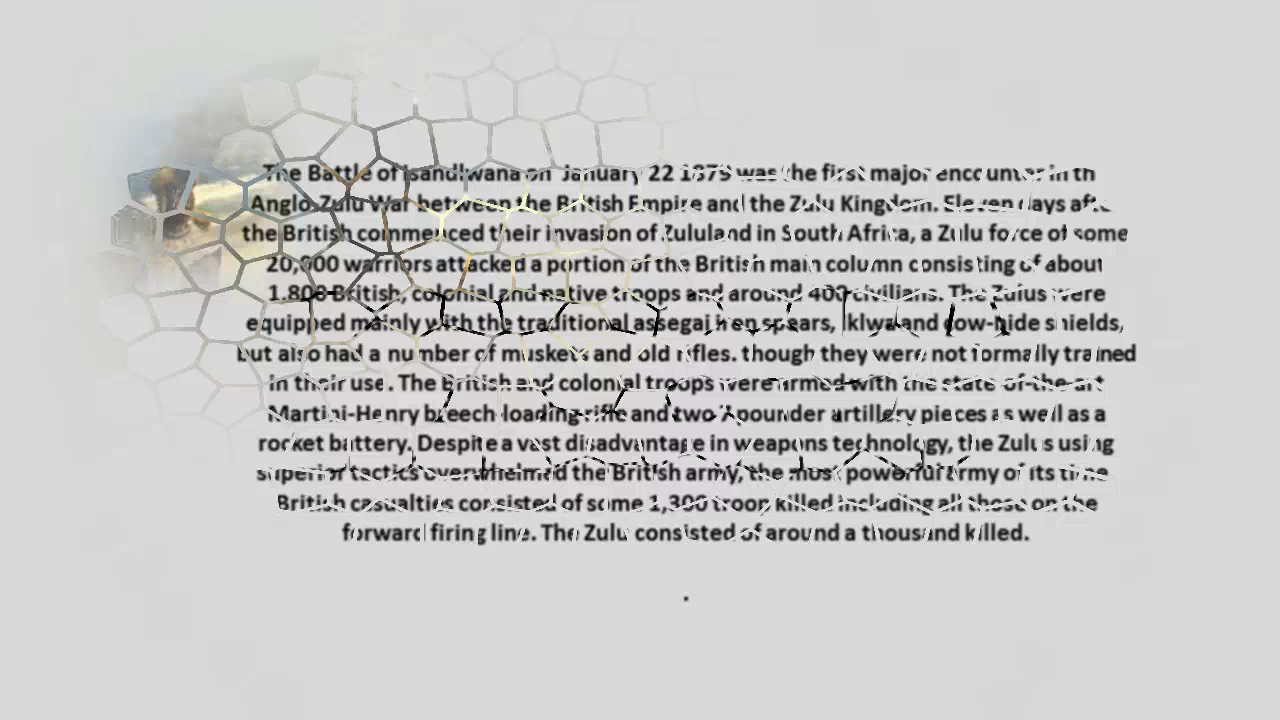 The Battle of Isandlwana on January 22 1879 was the first major encounter in th
Anglo-Zulu War between the British Empire and the Zulu Kingdom. Eleven days afte
the British commenced their invasion of Zululand in South Africa, a Zulu force of some
20,000 warriors attacked a portion of the British main column consisting of about
1.800 British, colonial and native troops and around 400 civilians. The Zulus were
equipped mainly with the traditional assegai iron spears, Iklwa and cow-hide shields,
but also had a number of muskets and old rifles. though they were not formally trained
in their use. The British and colonial troops were armed with the state-of-the-art
Martini-Henry breech-loading rifle and two 7 pounder artillery pieces as well as a
rocket battery. Despite a vast disadvantage in weapons technology, the Zulus using
superior tactics overwhelmed the British army, the most powerful army of its time
British casualties consisted of some 1,300 troop killed including all those on the
forward firing line. The Zulu consisted of around a thousand killed.
.